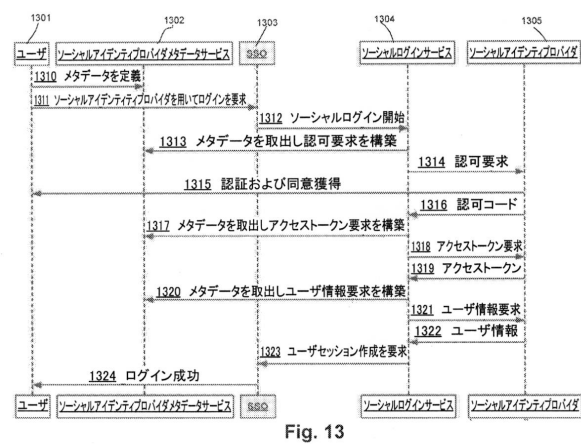 1301
1302
1303
1304
1305
ユーザ
ソーシャルアイデンティプロバイダメタデータサービス
SSO
ソーシャルログインサービス
ソーシャルアイデンティプロバイダ
1310 メタデータを定義
1311 ソーシャルアイデンティティプロバイダを用いてログインを要求
1312 ソーシャルログイン開始
1313 メタデータを取出し認可要求を構築
1314 認可要求
1315 認証および同意獲得
1316 認可コード
1317 メタデータを取出しアクセストークン要求を構築
1318 アクセストークン要求
1319 アクセストークン
1320 メタデータを取出しユーザ情報要求を構築
1321 ユーザ情報要求
1322 ユーザ情報
1323 ユーザセッション作成を要求
1324 ログイン成功
ユーザ
ソーシャルアイデンティプロバイダメタデータサービス
SSO
ソーシャルログインサービス
ソーシャルアイデンティプロバイダ
Fig. 13